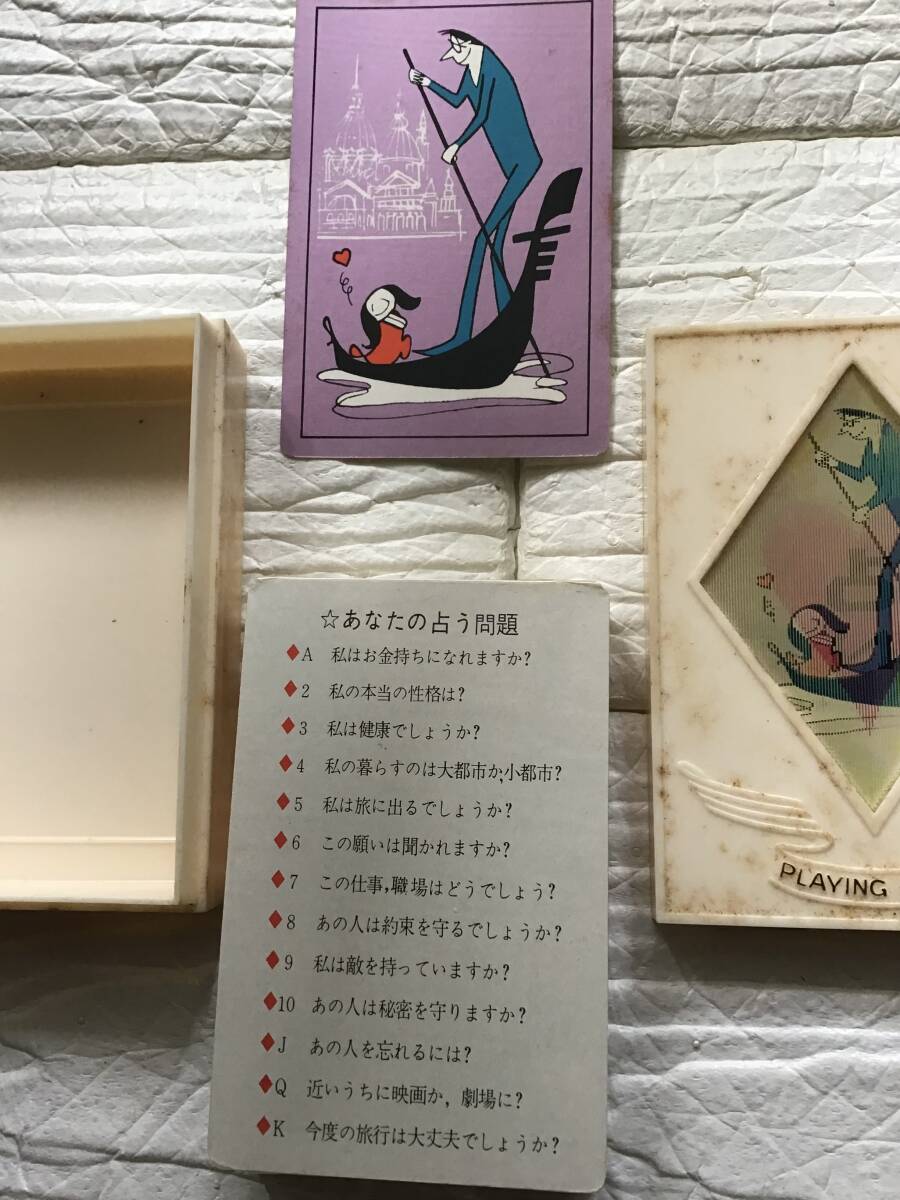 ☆あなたの占う問題
♦A 私はお金持ちになれますか?
♦2 私の本当の性格は?
♦3 私は健康でしょうか?
♦4 私の暮らすのは大都市か,小都市?
♦5 私は旅に出るでしょうか?
♦6 この願いは聞かれますか?
♦7 この仕事,職場はどうでしょう?
♦8 あの人は約束を守るでしょうか?
♦9 私は敵を持っていますか?
♦10 あの人は秘密を守りますか?
♦J あの人を忘れるには?
♦Q 近いうちに映画か,劇場に?
♦K 今度の旅行は大丈夫でしょうか?
PLAYING